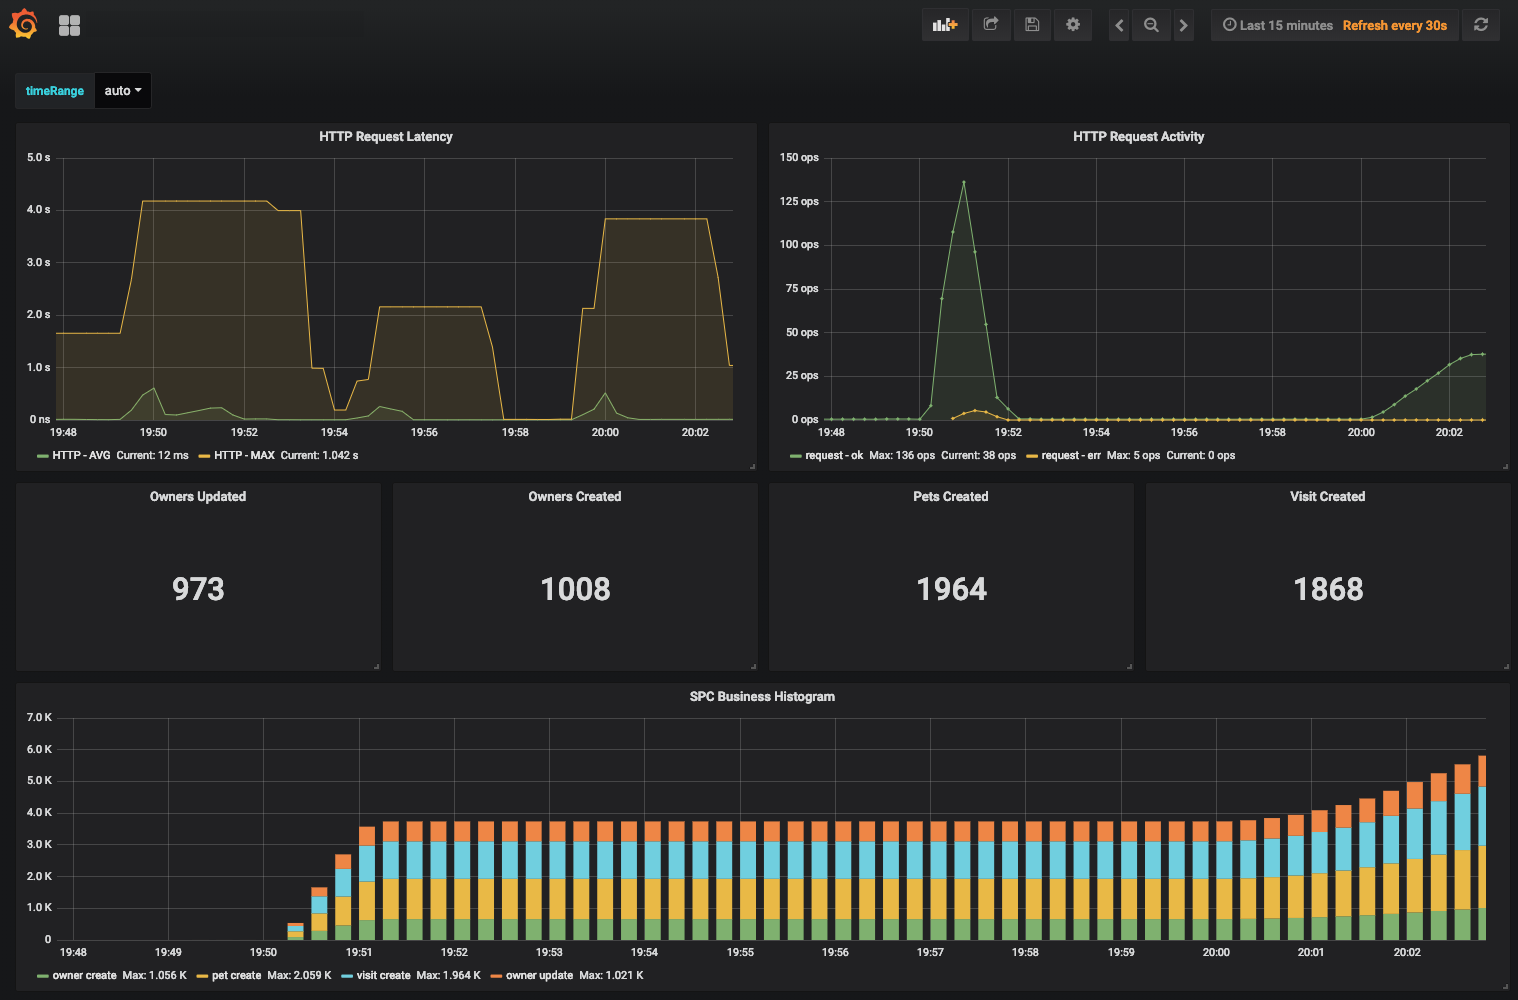 Last 15 minutes Refresh every 30s
timeRange auto
HTTP Request Latency
5.0 s
4.0 s
3.0 s
2.0 s
1.0 s
0 ns
19:48 19:50 19:52 19:54 19:56 19:58 20:00 20:02
HTTP - AVG Current: 12 ms HTTP - MAX Current: 1.042 s
HTTP Request Activity
150 ops
125 ops
100 ops
75 ops
50 ops
25 ops
0 ops
19:48 19:50 19:52 19:54 19:56 19:58 20:00 20:02
request - ok Max: 136 ops Current: 38 ops request - err Max: 5 ops Current: 0 ops
Owners Updated
973
Owners Created
1008
Pets Created
1964
Visit Created
1868
SPC Business Histogram
7.0 K
6.0 K
5.0 K
4.0 K
3.0 K
2.0 K
1.0 K
0
19:48 19:49 19:50 19:51 19:52 19:53 19:54 19:55 19:56 19:57 19:58 19:59 20:00 20:01 20:02
owner create Max: 1.056 K pet create Max: 2.059 K visit create Max: 1.964 K owner update Max: 1.021 K